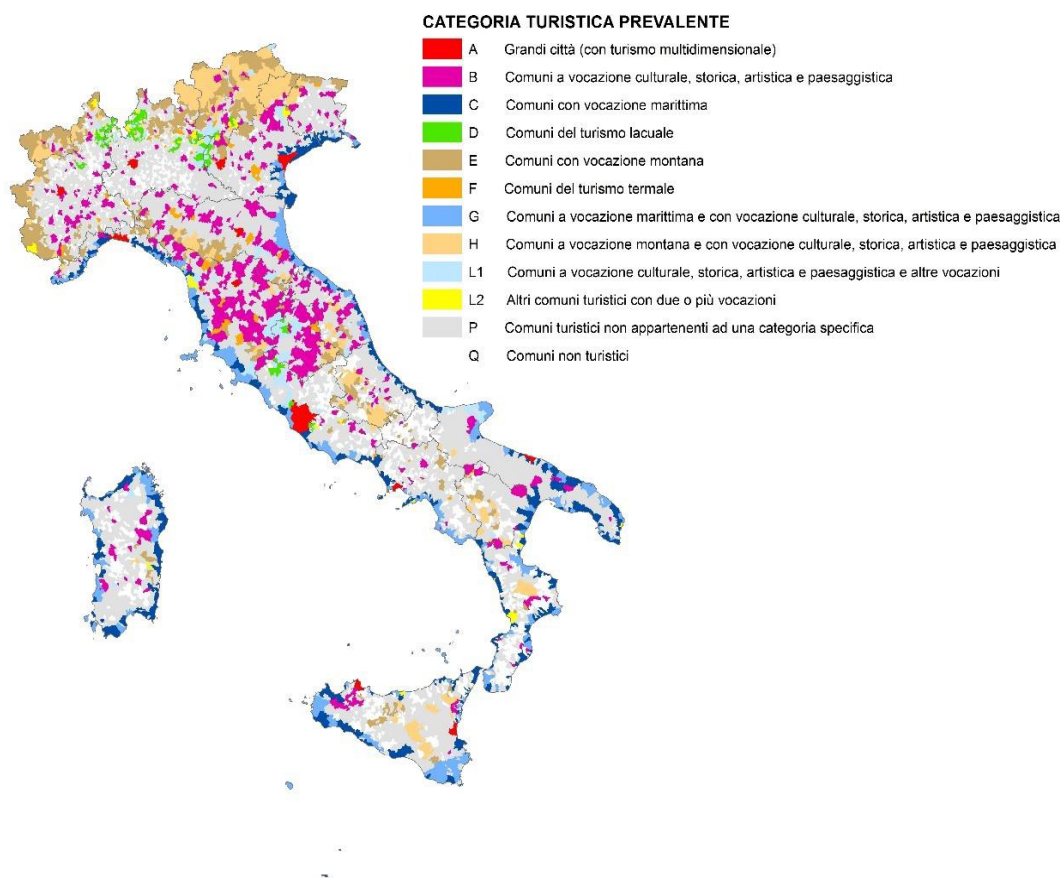 CATEGORIA TURISTICA PREVALENTE
A Grandi città (con turismo multidimensionale)
B Comuni a vocazione culturale, storica, artistica e paesaggistica
C Comuni con vocazione marittima
D Comuni del turismo lacuale
E Comuni con vocazione montana
F Comuni del turismo termale
G Comuni a vocazione marittima e con vocazione culturale, storica, artistica e paesaggistica
H Comuni a vocazione montana e con vocazione culturale, storica, artistica e paesaggistica
L1 Comuni a vocazione culturale, storica, artistica e paesaggistica e altre vocazioni
L2 Altri comuni turistici con due o più vocazioni
P Comuni turistici non appartenenti ad una categoria specifica
Q Comuni non turistici